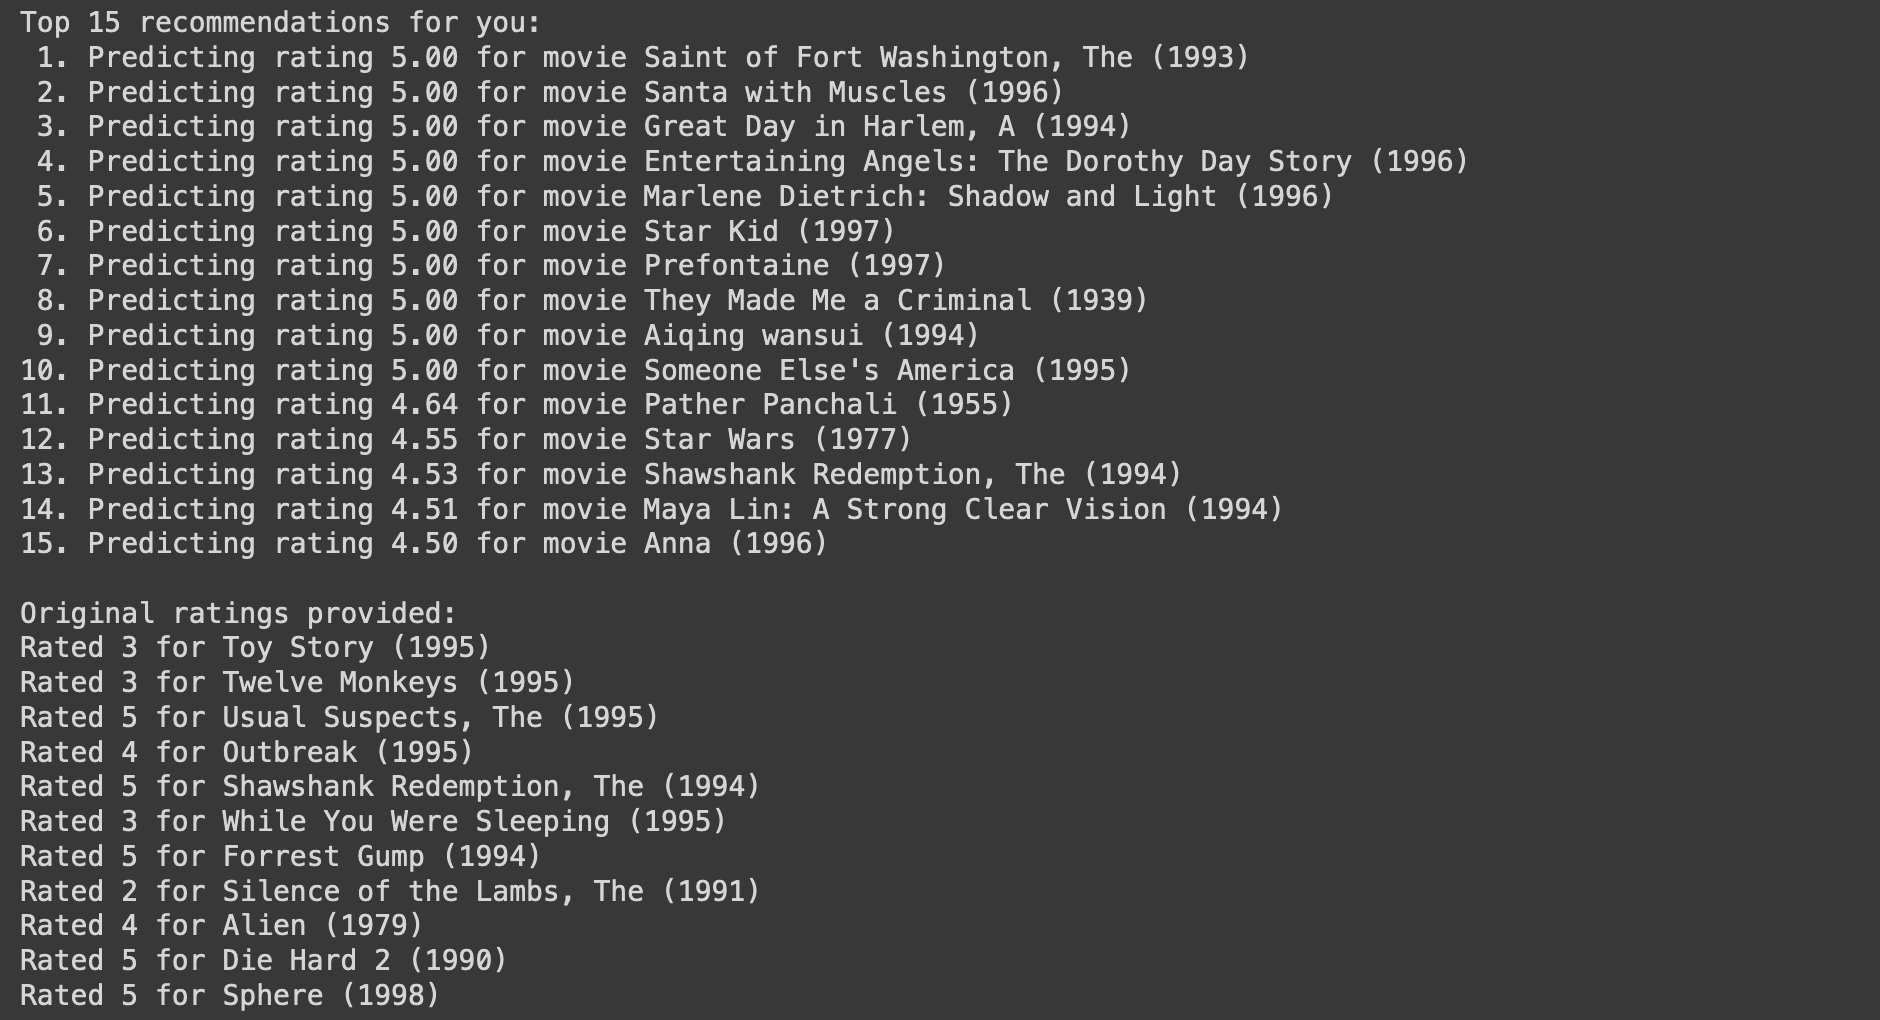 Top 15 recommendations for you:
 1. Predicting rating 5.00 for movie Saint of Fort Washington, The (1993)
 2. Predicting rating 5.00 for movie Santa with Muscles (1996)
 3. Predicting rating 5.00 for movie Great Day in Harlem, A (1994)
 4. Predicting rating 5.00 for movie Entertaining Angels: The Dorothy Day Story (1996)
 5. Predicting rating 5.00 for movie Marlene Dietrich: Shadow and Light (1996)
 6. Predicting rating 5.00 for movie Star Kid (1997)
 7. Predicting rating 5.00 for movie Prefontaine (1997)
 8. Predicting rating 5.00 for movie They Made Me a Criminal (1939)
 9. Predicting rating 5.00 for movie Aiqing wansui (1994)
10. Predicting rating 5.00 for movie Someone Else's America (1995)
11. Predicting rating 4.64 for movie Pather Panchali (1955)
12. Predicting rating 4.55 for movie Star Wars (1977)
13. Predicting rating 4.53 for movie Shawshank Redemption, The (1994)
14. Predicting rating 4.51 for movie Maya Lin: A Strong Clear Vision (1994)
15. Predicting rating 4.50 for movie Anna (1996)

Original ratings provided:
Rated 3 for Toy Story (1995)
Rated 3 for Twelve Monkeys (1995)
Rated 5 for Usual Suspects, The (1995)
Rated 4 for Outbreak (1995)
Rated 5 for Shawshank Redemption, The (1994)
Rated 3 for While You Were Sleeping (1995)
Rated 5 for Forrest Gump (1994)
Rated 2 for Silence of the Lambs, The (1991)
Rated 4 for Alien (1979)
Rated 5 for Die Hard 2 (1990)
Rated 5 for Sphere (1998)